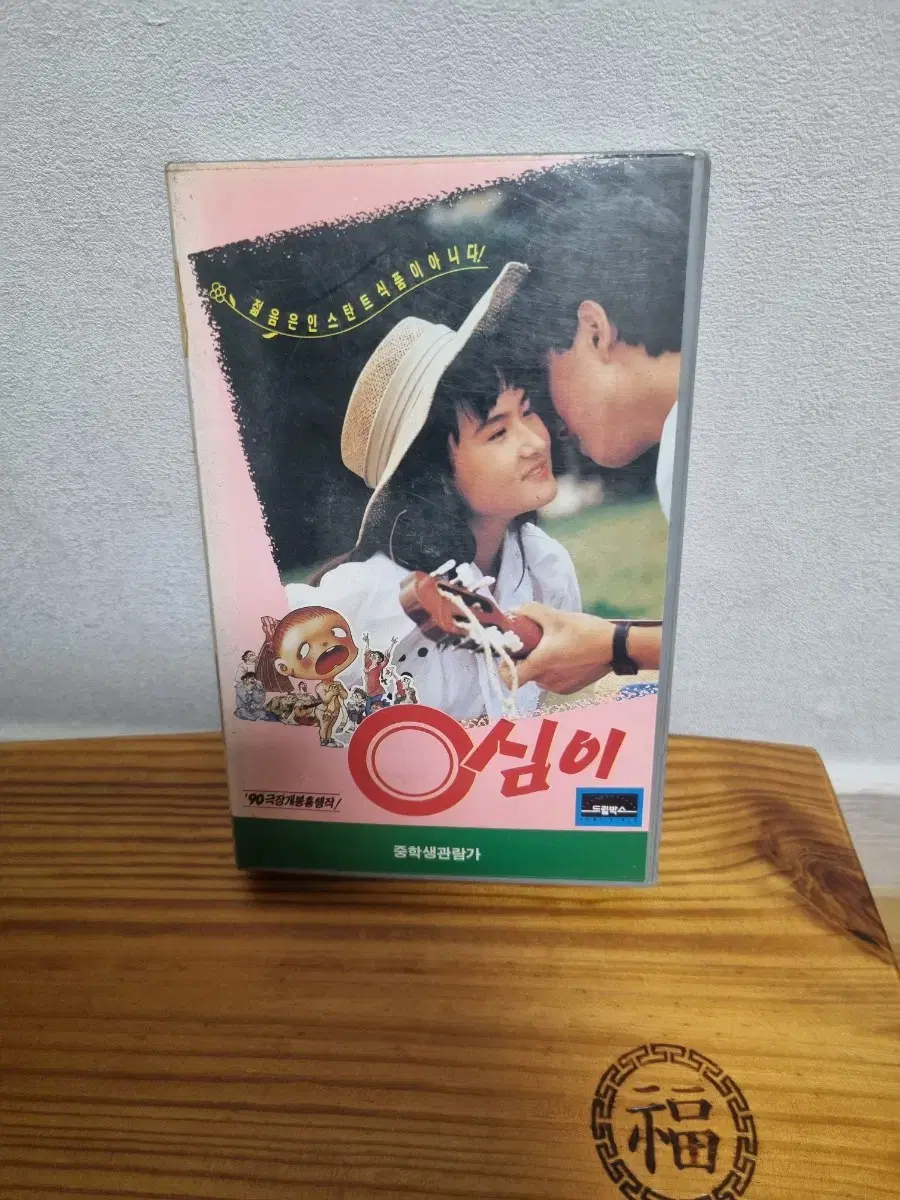 젊음은인스탄트식품이아니다!
영심이
'90극장개봉흥행작!
드림박스
중학생관람가
福